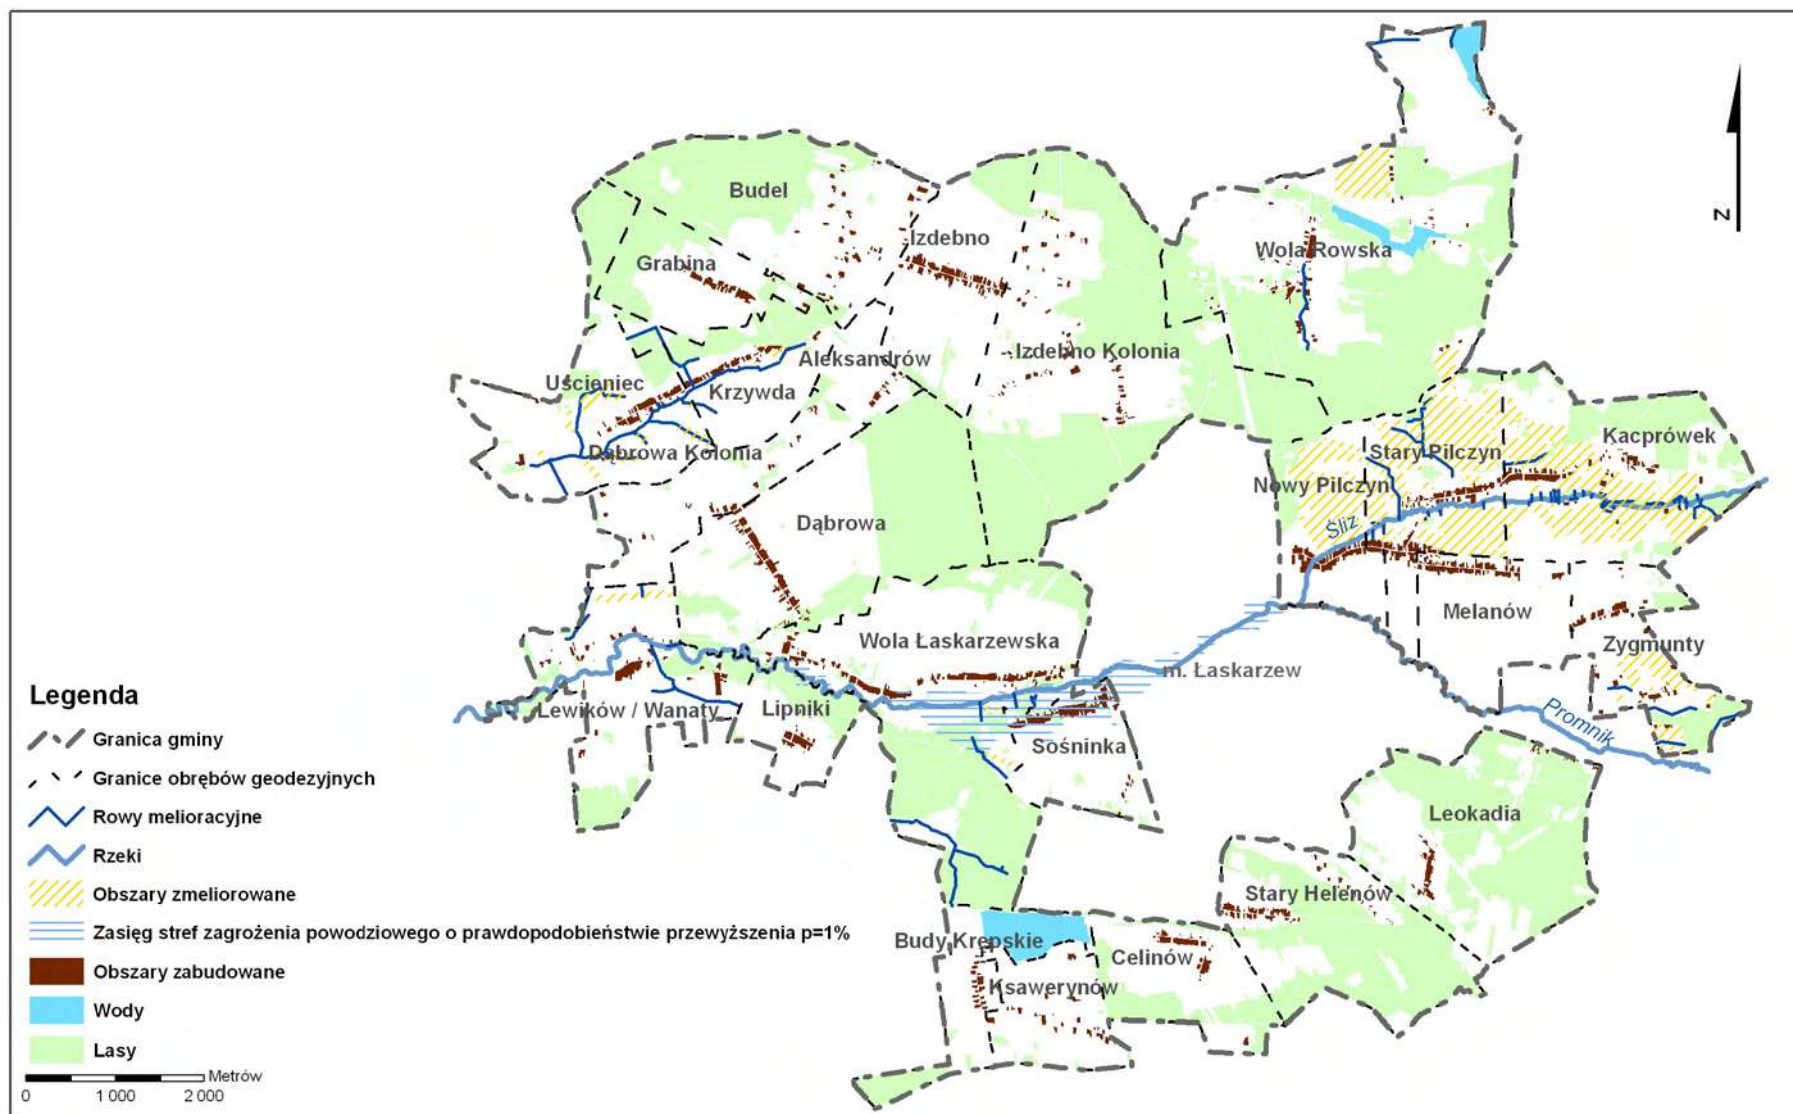 N
Budel
Izdebno
Wola Rowska
Grabina
Izdebno Kolonia
Aleksandrów
Uścieniec
Krzywda
Kacprówek
Stary Pilczyn
Dąbrowa Kolonia
Nowy Pilczyn
Dąbrowa
Śliz
Melanów
Wola Łaskarzewska
Zygmunty
m. Łaskarzew
Lewików / Wanaty
Lipniki
Promnik
Sośninka
Leokadia
Stary Helenów
Budy Krępskie
Celinów
Ksawerynów
Legenda
Granica gminy
Granice obrębów geodezyjnych
Rowy melioracyjne
Rzeki
Obszary zmeliorowane
Zasięg stref zagrożenia powodziowego o prawdopodobieństwie przewyższenia p=1%
Obszary zabudowane
Wody
Lasy
Metrów
0 1 000 2 000